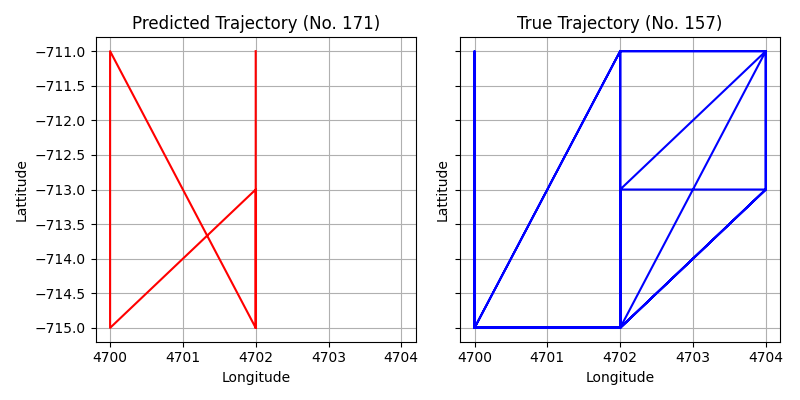 Predicted Trajectory (No. 171)
True Trajectory (No. 157)
Lattitude
−711.0
−711.5
−712.0
−712.5
−713.0
−713.5
−714.0
−714.5
−715.0
4700 4701 4702 4703 4704
Longitude
Lattitude
4700 4701 4702 4703 4704
Longitude